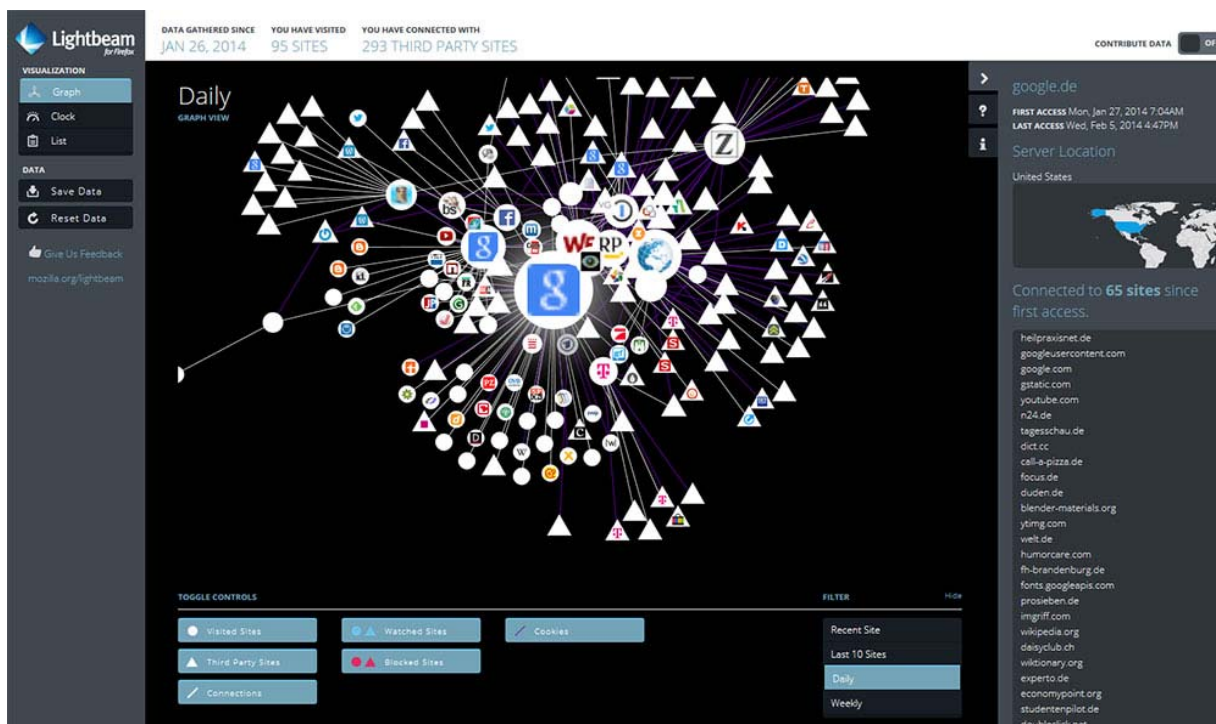 Lightbeam
for Firefox
DATA GATHERED SINCE
JAN 26, 2014
YOU HAVE VISITED
95 SITES
YOU HAVE CONNECTED WITH
293 THIRD PARTY SITES
CONTRIBUTE DATA
VISUALIZATION
Graph
Clock
List
DATA
Save Data
Reset Data
Give Us Feedback
mozilla.org/lightbeam
Daily
GRAPH VIEW
Z
bs
WE
RP
TOGGLE CONTROLS
Visited Sites
Watched Sites
Cookies
Third Party Sites
Blocked Sites
Connections
FILTER
Hide
Recent Site
Last 10 Sites
Daily
Weekly
google.de
FIRST ACCESS Mon, Jan 27, 2014 7:04AM
LAST ACCESS Wed, Feb 5, 2014 4:47PM
Server Location
United States
Connected to 65 sites since
first access.
heilpraxisnet.de
googleusercontent.com
google.com
gstatic.com
youtube.com
n24.de
tagesschau.de
dict.cc
call-a-pizza.de
focus.de
duden.de
blender-materials.org
ytimg.com
welt.de
humorcare.com
fh-brandenburg.de
fonts.googleapis.com
prosieben.de
imgriff.com
wikipedia.org
daisyclub.ch
wiktionary.org
experto.de
economypoint.org
studentenpilot.de